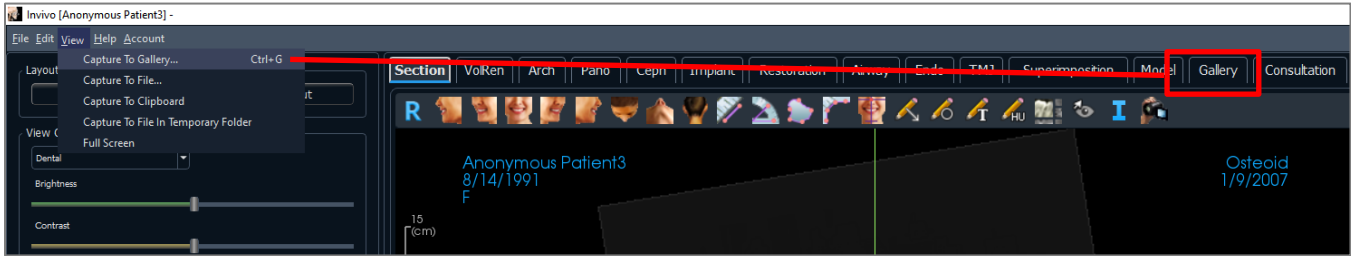 Invivo [Anonymous Patient3] -
File Edit View Help Account
Capture To Gallery... Ctrl+G
Capture To File...
Capture To Clipboard
Capture To File In Temporary Folder
Full Screen
Layout
View
Dental
Brightness
Contrast
Section VolRen Arch Pano Ceph Implant Restoration Airway Endo TMJ Superimposition Model Gallery Consultation
R T HU I
Anonymous Patient3
8/14/1991
F
Osteoid
1/9/2007
15
(cm)